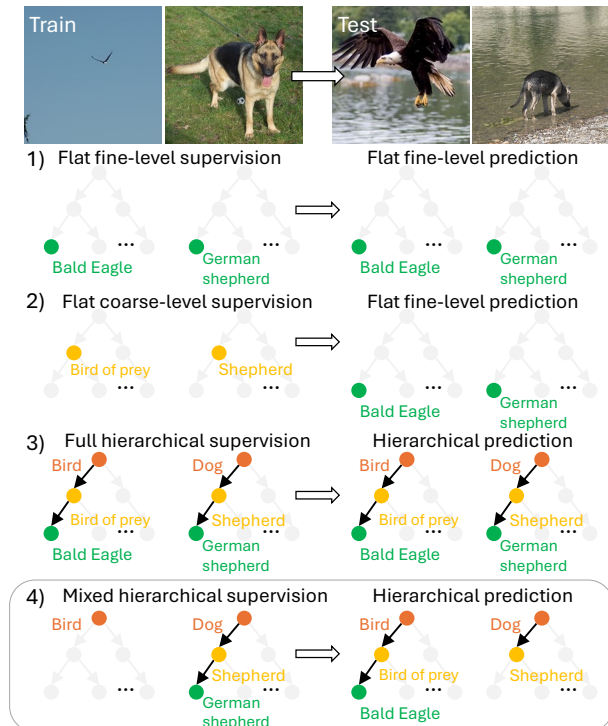 Train
Test
1) Flat fine-level supervision
Flat fine-level prediction
...
...
...
...
Bald Eagle
German
shepherd
Bald Eagle
German
shepherd
2) Flat coarse-level supervision
Flat fine-level prediction
Bird of prey
Shepherd
...
...
...
...
Bald Eagle
German
shepherd
3) Full hierarchical supervision
Hierarchical prediction
Bird
Dog
Bird
Dog
Bird of prey
Shepherd
Bird of prey
Shepherd
...
...
...
...
Bald Eagle
German
shepherd
Bald Eagle
German
shepherd
4) Mixed hierarchical supervision
Hierarchical prediction
Bird
Dog
Bird
Dog
Shepherd
Bird of prey
Shepherd
...
...
...
...
German
shepherd
Bald Eagle